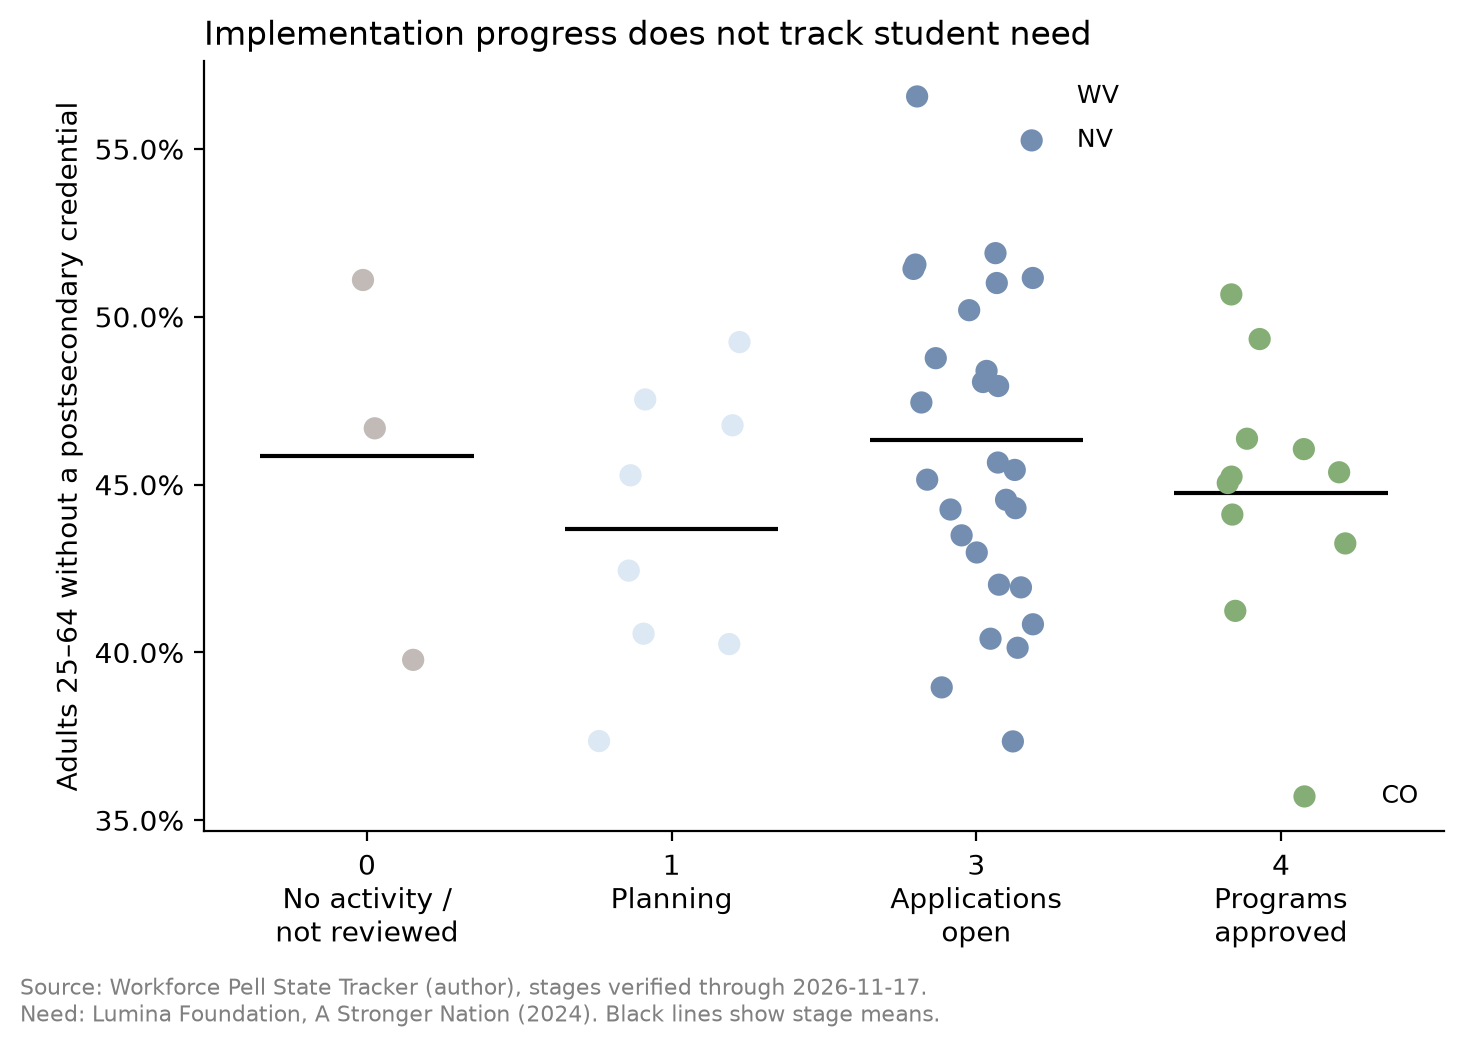 Implementation progress does not track student need
Adults 25–64 without a postsecondary credential
55.0%
50.0%
45.0%
40.0%
35.0%
WV
NV
CO
0
No activity /
not reviewed
1
Planning
3
Applications
open
4
Programs
approved
Source: Workforce Pell State Tracker (author), stages verified through 2026-11-17.
Need: Lumina Foundation, A Stronger Nation (2024). Black lines show stage means.